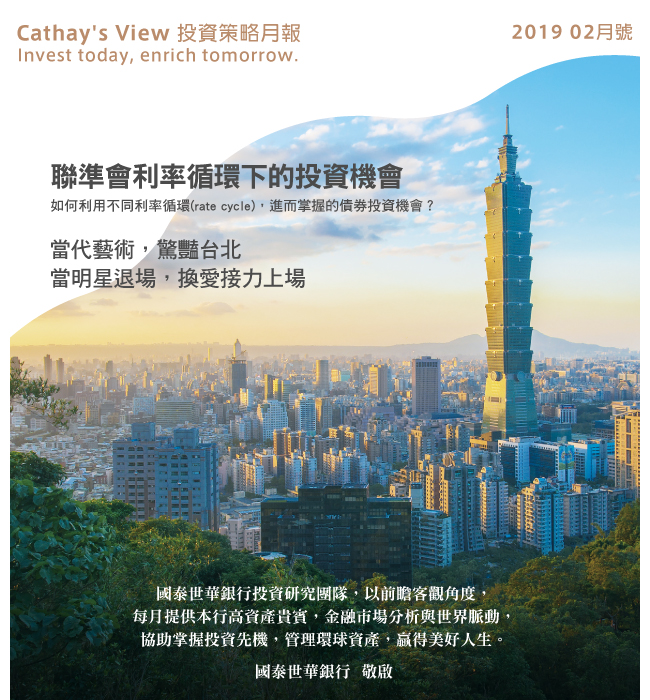 Cathay's View 投資策略月報
2019 02月號
Invest today, enrich tomorrow.
聯準會利率循環下的投資機會
如何利用不同利率循環(rate cycle)，進而掌握的債券投資機會？
當代藝術，驚豔台北
當明星退場，換愛接力上場
國泰世華銀行投資研究團隊，以前瞻客觀角度，
每月提供本行高資產貴賓，金融市場分析與世界脈動，
協助掌握投資先機，管理環球資產，贏得美好人生。
國泰世華銀行 敬啟